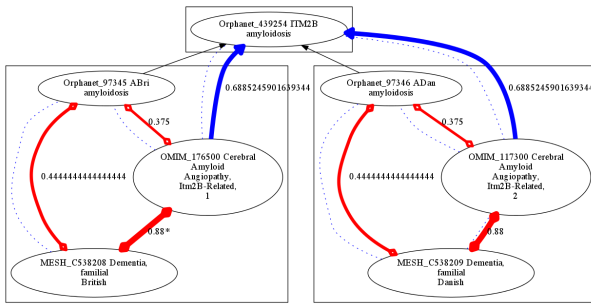 Orphanet_439254 ITM2B
amyloidosis
Orphanet_97345 ABri
amyloidosis
0.6885245901639344
Orphanet_97346 ADan
amyloidosis
0.6885245901639344
0.375
0.375
OMIM_176500 Cerebral
Amyloid
Angiopathy,
Itm2B-Related,
1
OMIM_117300 Cerebral
Amyloid
Angiopathy,
Itm2B-Related,
2
0.4444444444444444
0.4444444444444444
0.88*
0.88
MESH_C538208 Dementia,
familial
British
MESH_C538209 Dementia,
familial
Danish